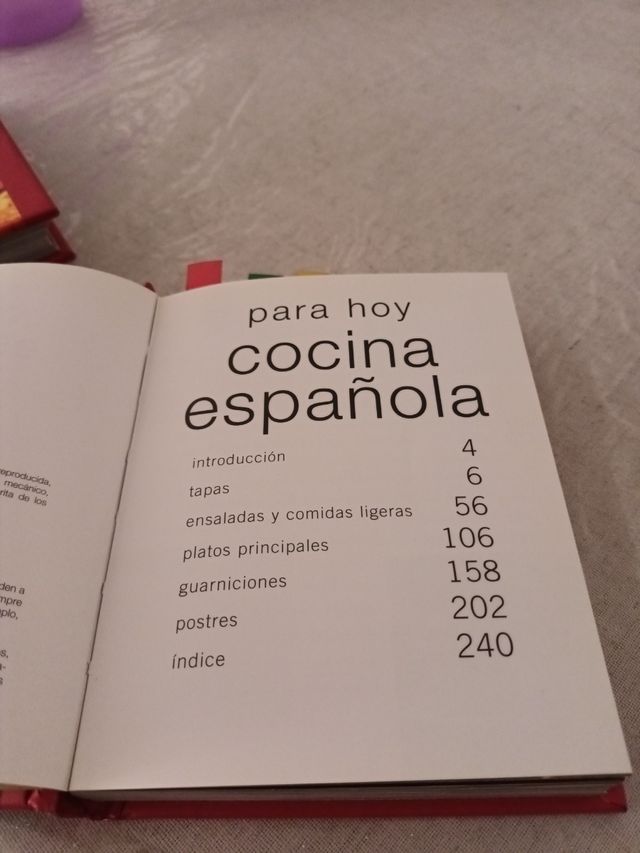 reproducida,
mecánico,
rita de los
den a
mpre
plo,
s,
a-
s
para hoy
cocina
española
introducción 4
tapas 6
ensaladas y comidas ligeras 56
platos principales 106
guarniciones 158
postres 202
índice 240